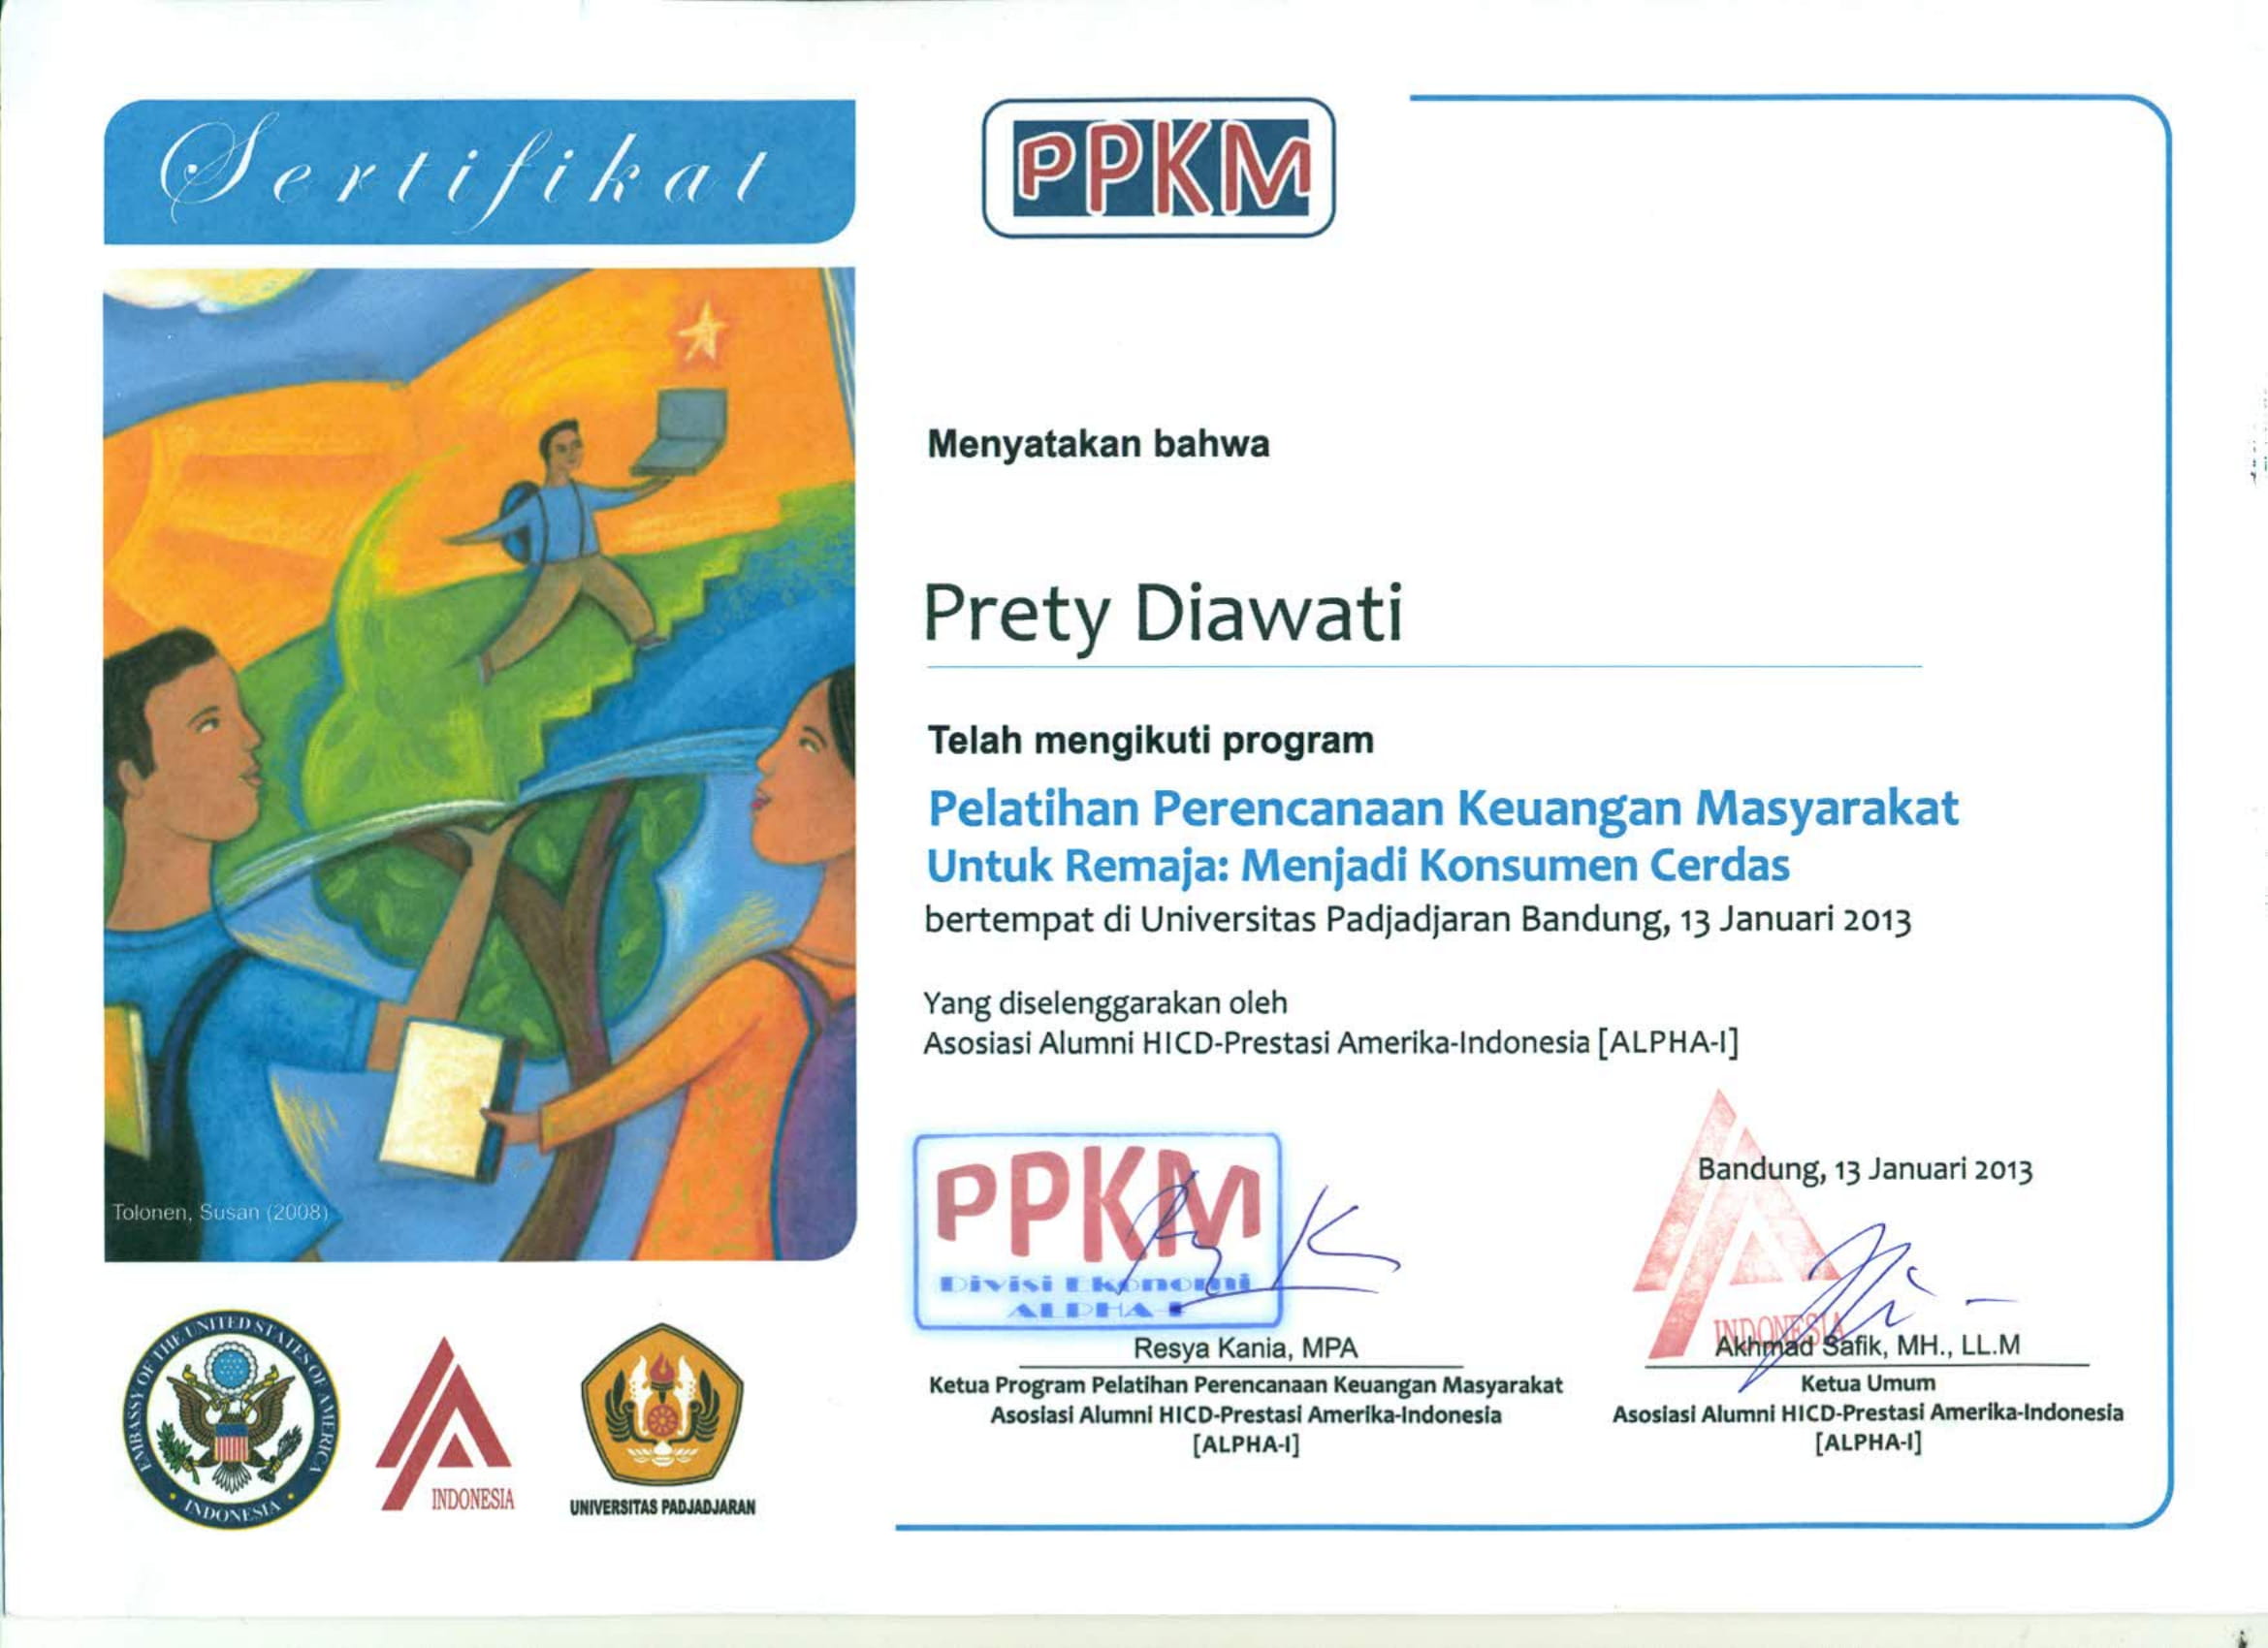 Sertifikat
PPKM
Menyatakan bahwa
Prety Diawati
Telah mengikuti program
Pelatihan Perencanaan Keuangan Masyarakat
Untuk Remaja: Menjadi Konsumen Cerdas
bertempat di Universitas Padjadjaran Bandung, 13 Januari 2013
Yang diselenggarakan oleh
Asosiasi Alumni HICD-Prestasi Amerika-Indonesia [ALPHA-I]
Tolonen, Susan (2008)
PPKM
Divisi Ekonomi
ALPHA-I
Resya Kania, MPA
Ketua Program Pelatihan Perencanaan Keuangan Masyarakat
Asosiasi Alumni HICD-Prestasi Amerika-Indonesia
[ALPHA-I]
Bandung, 13 Januari 2013
INDONESIA
Akhmad Safik, MH., LL.M
Ketua Umum
Asosiasi Alumni HICD-Prestasi Amerika-Indonesia
[ALPHA-I]
EMBASSY OF THE UNITED STATES OF AMERICA
INDONESIA
INDONESIA
UNIVERSITAS PADJADJARAN